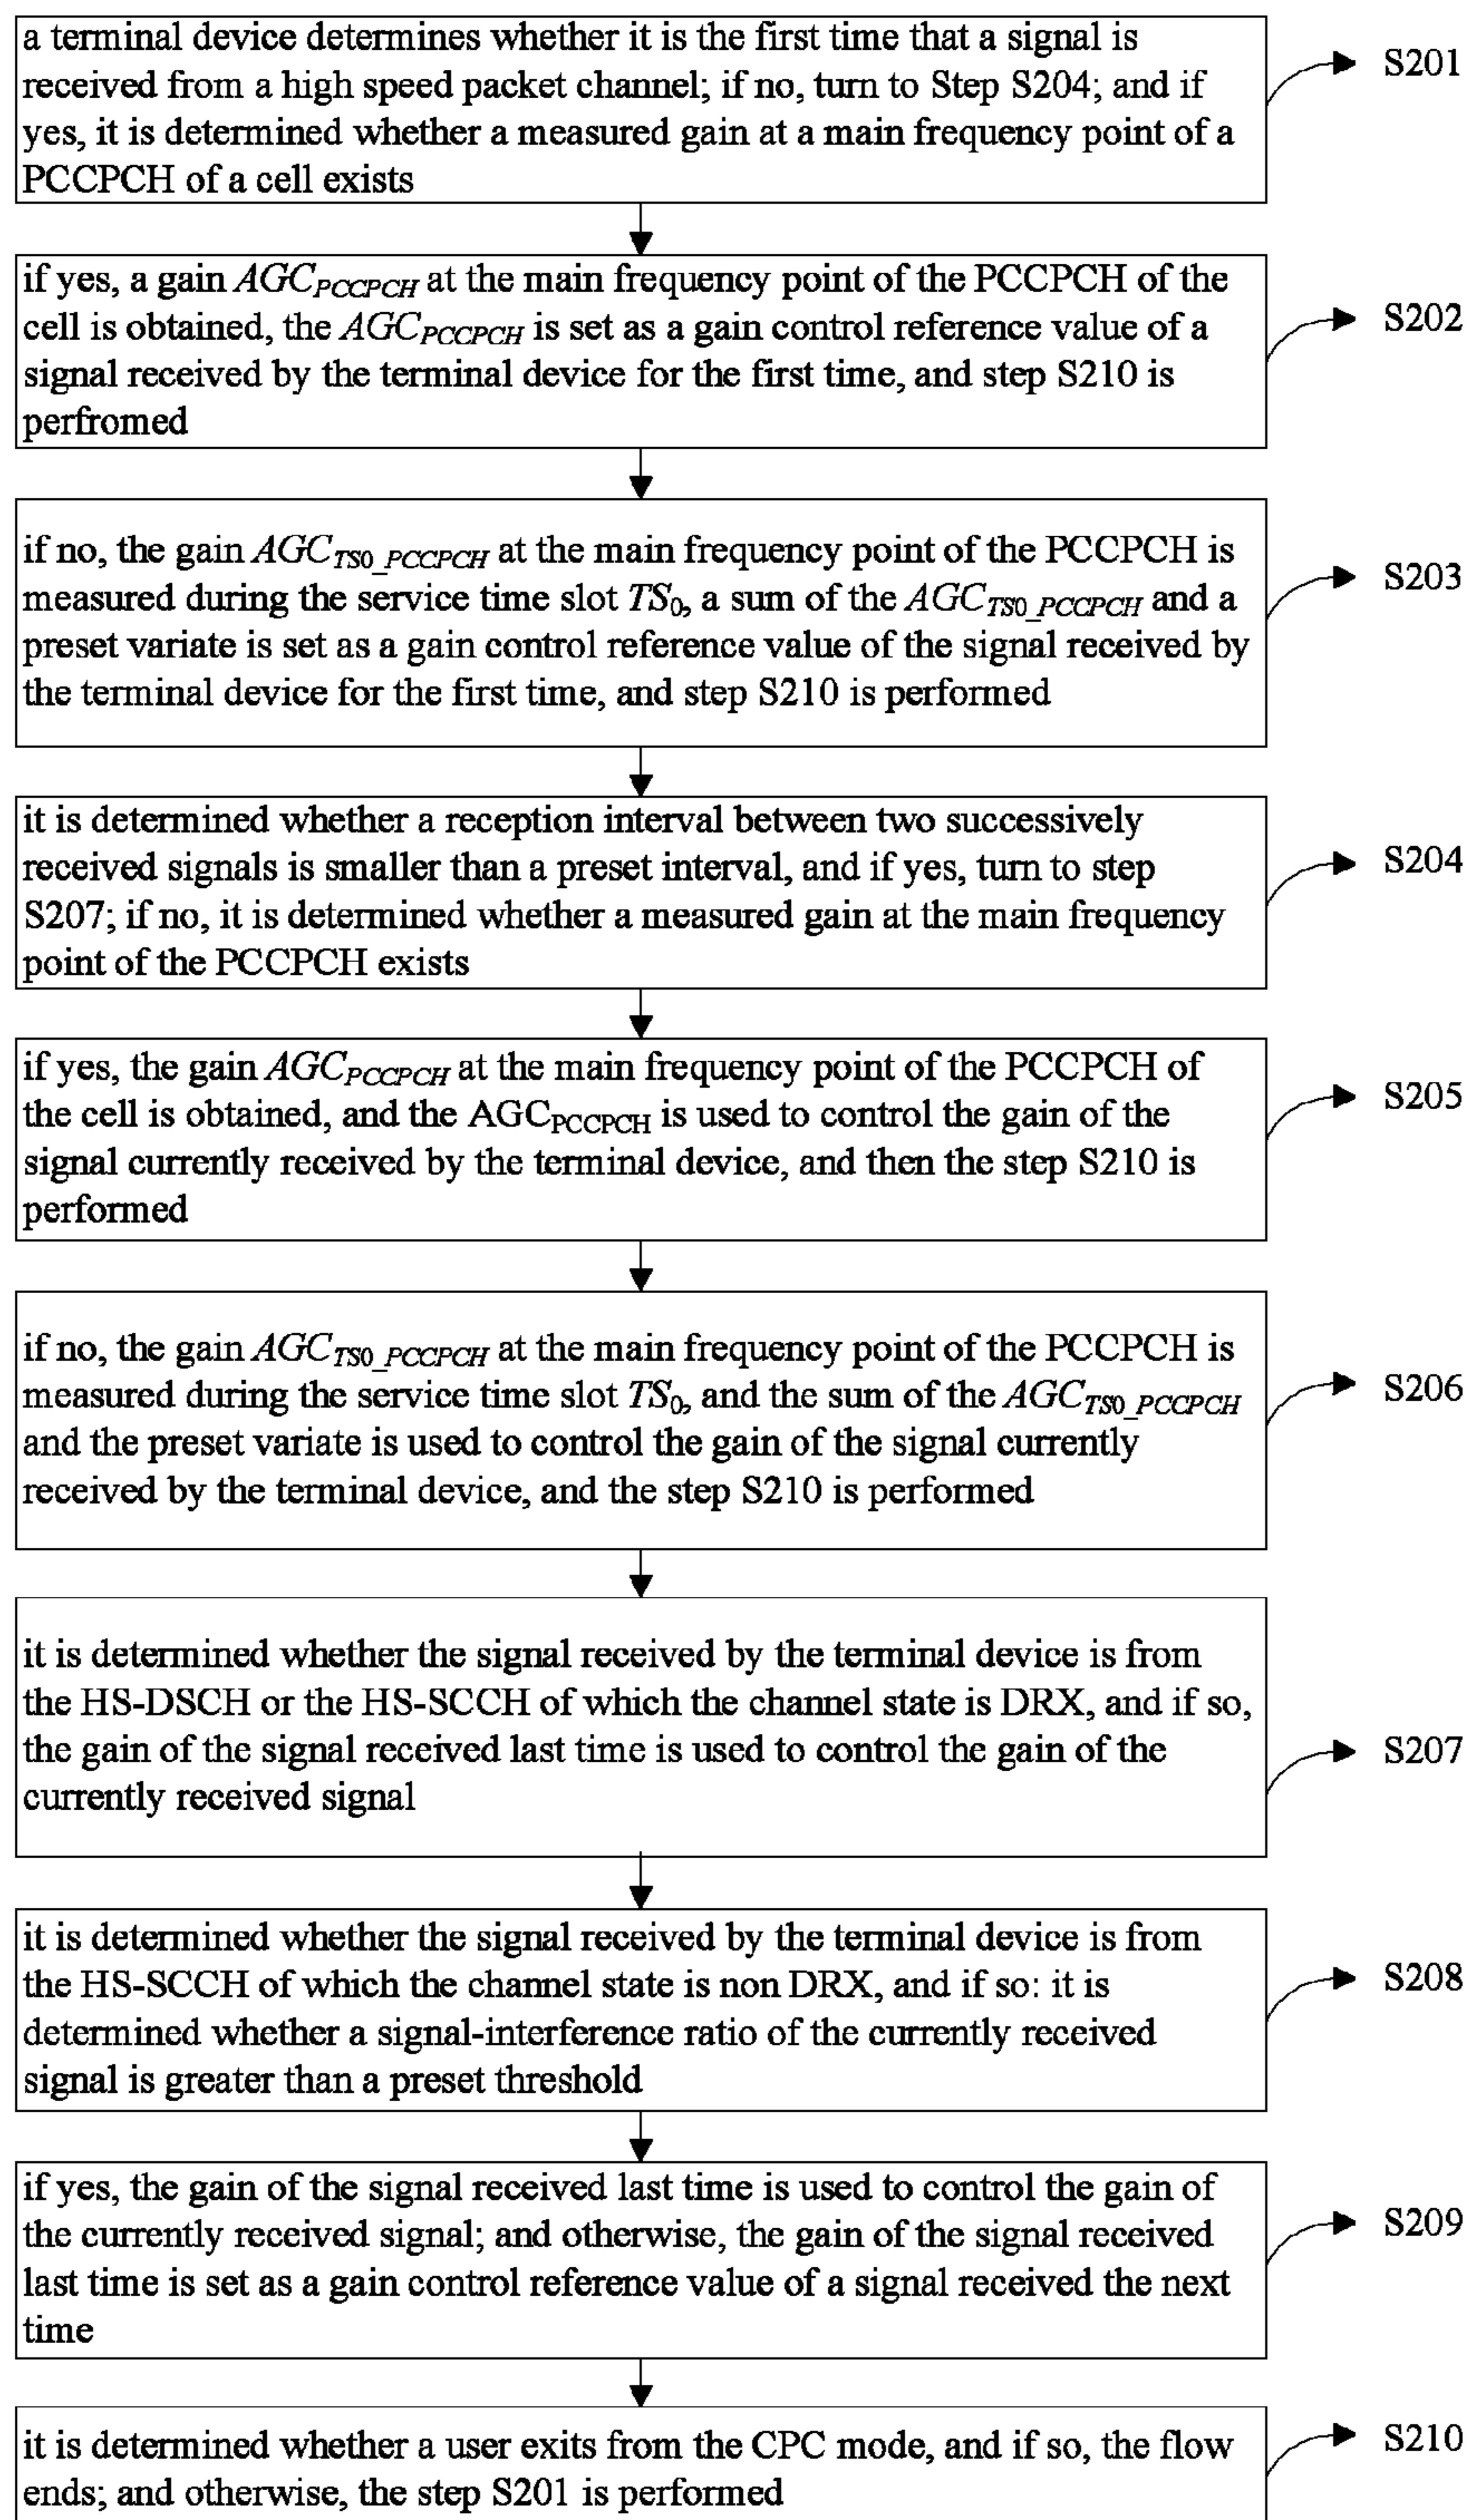 a terminal device determines whether it is the first time that a signal is
received from a high speed packet channel; if no, turn to Step S204; and if
yes, it is determined whether a measured gain at a main frequency point of a
PCCPCH of a cell exists
S201
if yes, a gain AGC_PCCPCH at the main frequency point of the PCCPCH of the
cell is obtained, the AGC_PCCPCH is set as a gain control reference value of a
signal received by the terminal device for the first time, and step S210 is
perfromed
S202
if no, the gain AGC_TS0_PCCPCH at the main frequency point of the PCCPCH is
measured during the service time slot TS_0, a sum of the AGC_TS0_PCCPCH and a
preset variate is set as a gain control reference value of the signal received by
the terminal device for the first time, and step S210 is performed
S203
it is determined whether a reception interval between two successively
received signals is smaller than a preset interval, and if yes, turn to step
S207; if no, it is determined whether a measured gain at the main frequency
point of the PCCPCH exists
S204
if yes, the gain AGC_PCCPCH at the main frequency point of the PCCPCH of
the cell is obtained, and the AGC_PCCPCH is used to control the gain of the
signal currently received by the terminal device, and then the step S210 is
performed
S205
if no, the gain AGC_TS0_PCCPCH at the main frequency point of the PCCPCH is
measured during the service time slot TS_0, and the sum of the AGC_TS0_PCCPCH
and the preset variate is used to control the gain of the signal currently
received by the terminal device, and the step S210 is performed
S206
it is determined whether the signal received by the terminal device is from
the HS-DSCH or the HS-SCCH of which the channel state is DRX, and if so,
the gain of the signal received last time is used to control the gain of the
currently received signal
S207
it is determined whether the signal received by the terminal device is from
the HS-SCCH of which the channel state is non DRX, and if so: it is
determined whether a signal-interference ratio of the currently received
signal is greater than a preset threshold
S208
if yes, the gain of the signal received last time is used to control the gain of
the currently received signal; and otherwise, the gain of the signal received
last time is set as a gain control reference value of a signal received the next
time
S209
it is determined whether a user exits from the CPC mode, and if so, the flow
ends; and otherwise, the step S201 is performed
S210